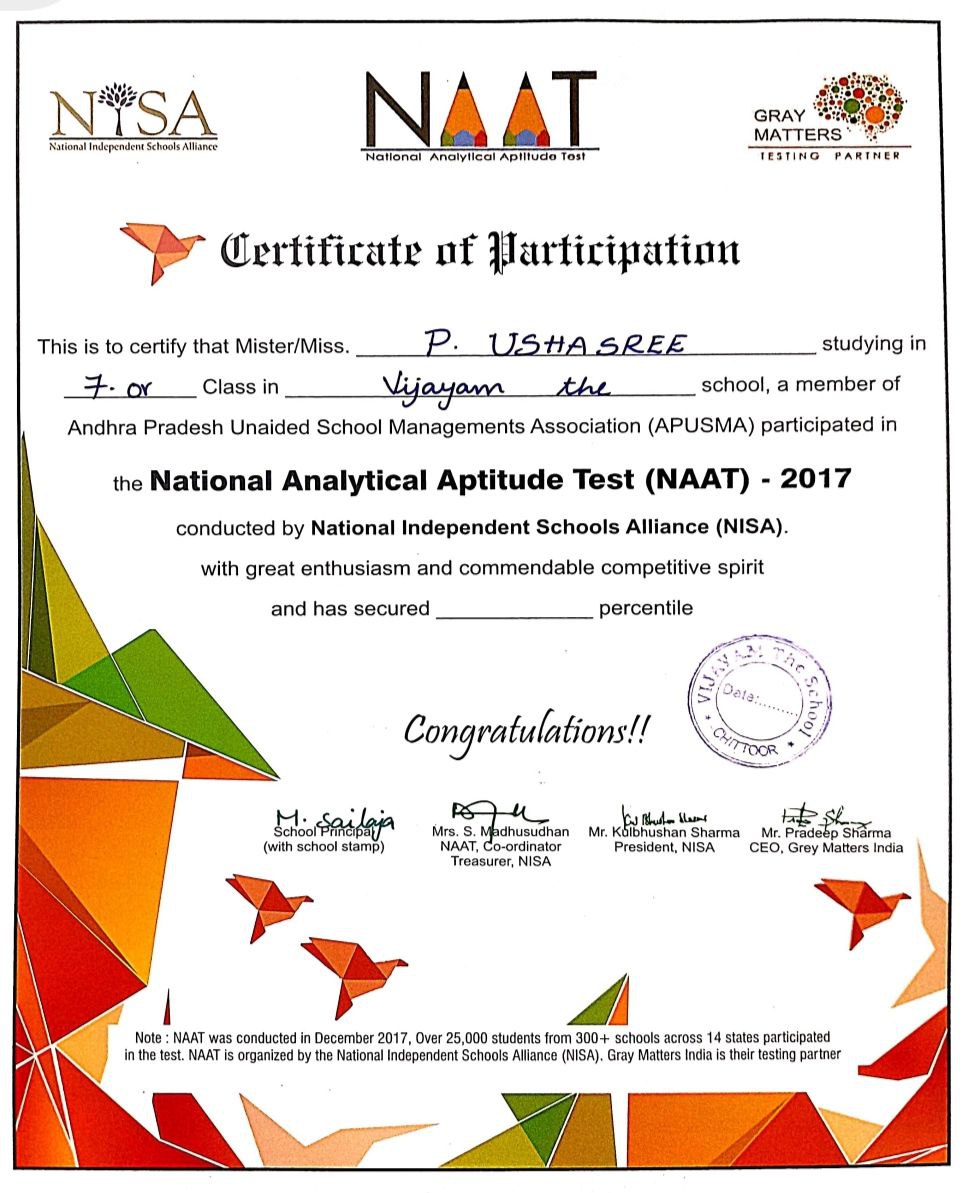 NISA
National Independent Schools Alliance
NAAT
National Analytical Aptitude Test
GRAY
MATTERS
TESTING PARTNER
Certificate of Participation
This is to certify that Mister/Miss. P. USHASREE studying in
7. or Class in Vijayam the school, a member of
Andhra Pradesh Unaided School Managements Association (APUSMA) participated in
the National Analytical Aptitude Test (NAAT) - 2017
conducted by National Independent Schools Alliance (NISA).
with great enthusiasm and commendable competitive spirit
and has secured ____________ percentile
VIJAYAM The School
Date:..........
* CHITTOOR *
Congratulations!!
M. Sailaja
School Principal
(with school stamp)
Mrs. S. Madhusudhan
NAAT, Co-ordinator
Treasurer, NISA
Mr. Kulbhushan Sharma
President, NISA
Mr. Pradeep Sharma
CEO, Grey Matters India
Note : NAAT was conducted in December 2017, Over 25,000 students from 300+ schools across 14 states participated
in the test. NAAT is organized by the National Independent Schools Alliance (NISA). Gray Matters India is their testing partner